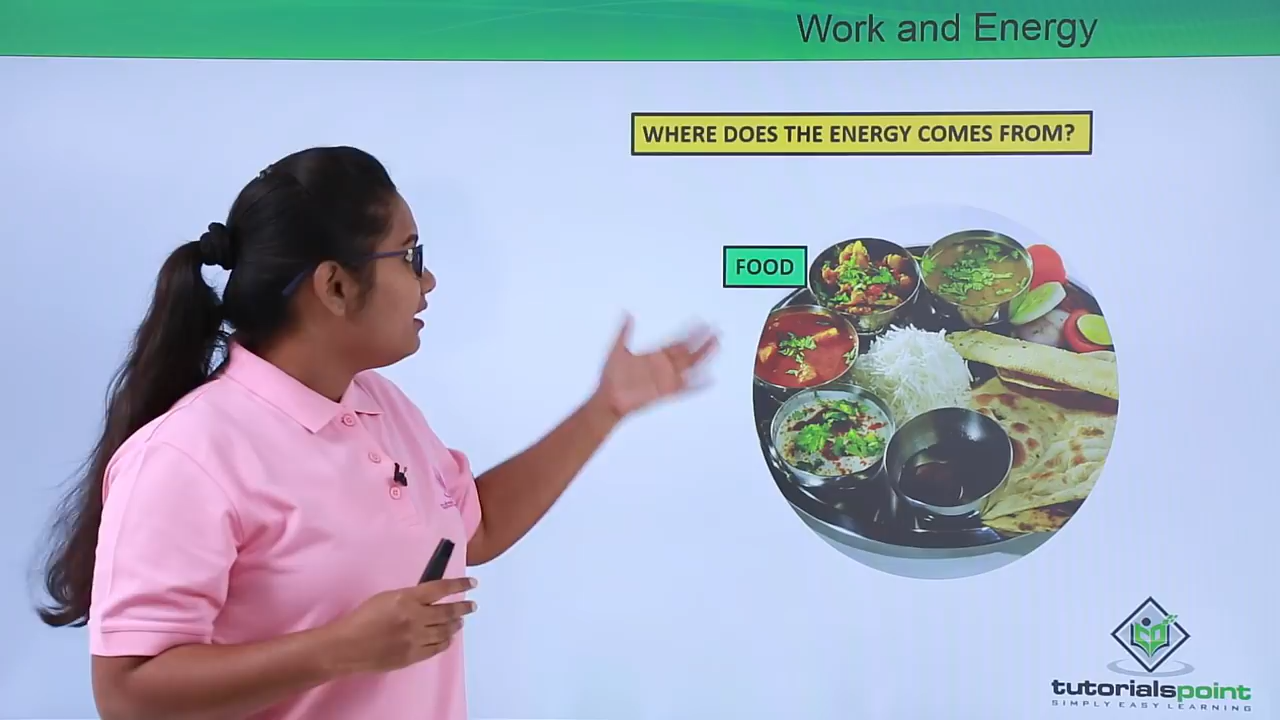 Work and Energy
WHERE DOES THE ENERGY COMES FROM?
FOOD
tutorialspoint
SIMPLY EASY LEARNING